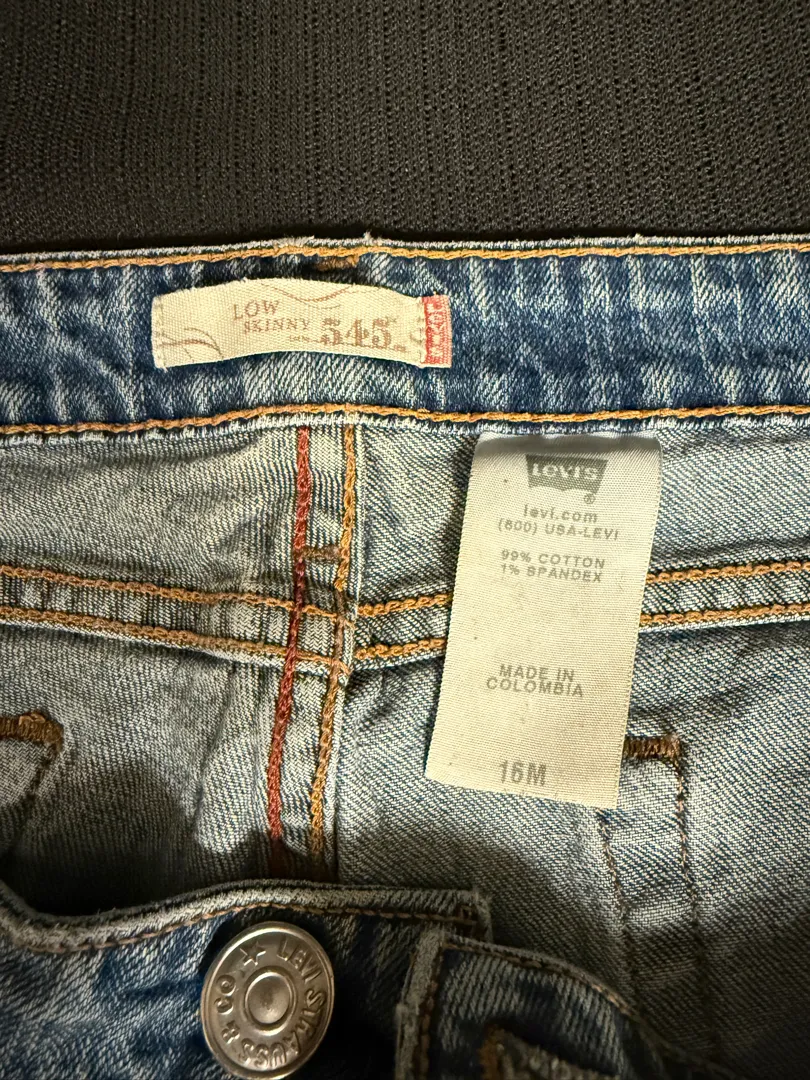 LOW
SKINNY 545
LEVI'S
LEVI'S
®
levi.com
(800) USA-LEVI
99% COTTON
1% SPANDEX
MADE IN
COLOMBIA
16M
LEVI STRAUSS & CO